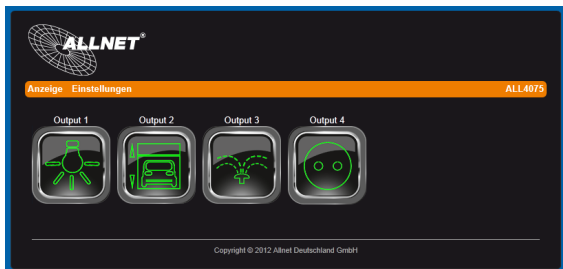 ALLNET®
Anzeige Einstellungen ALL4075
Output 1 Output 2 Output 3 Output 4
Copyright © 2012 Allnet Deutschland GmbH